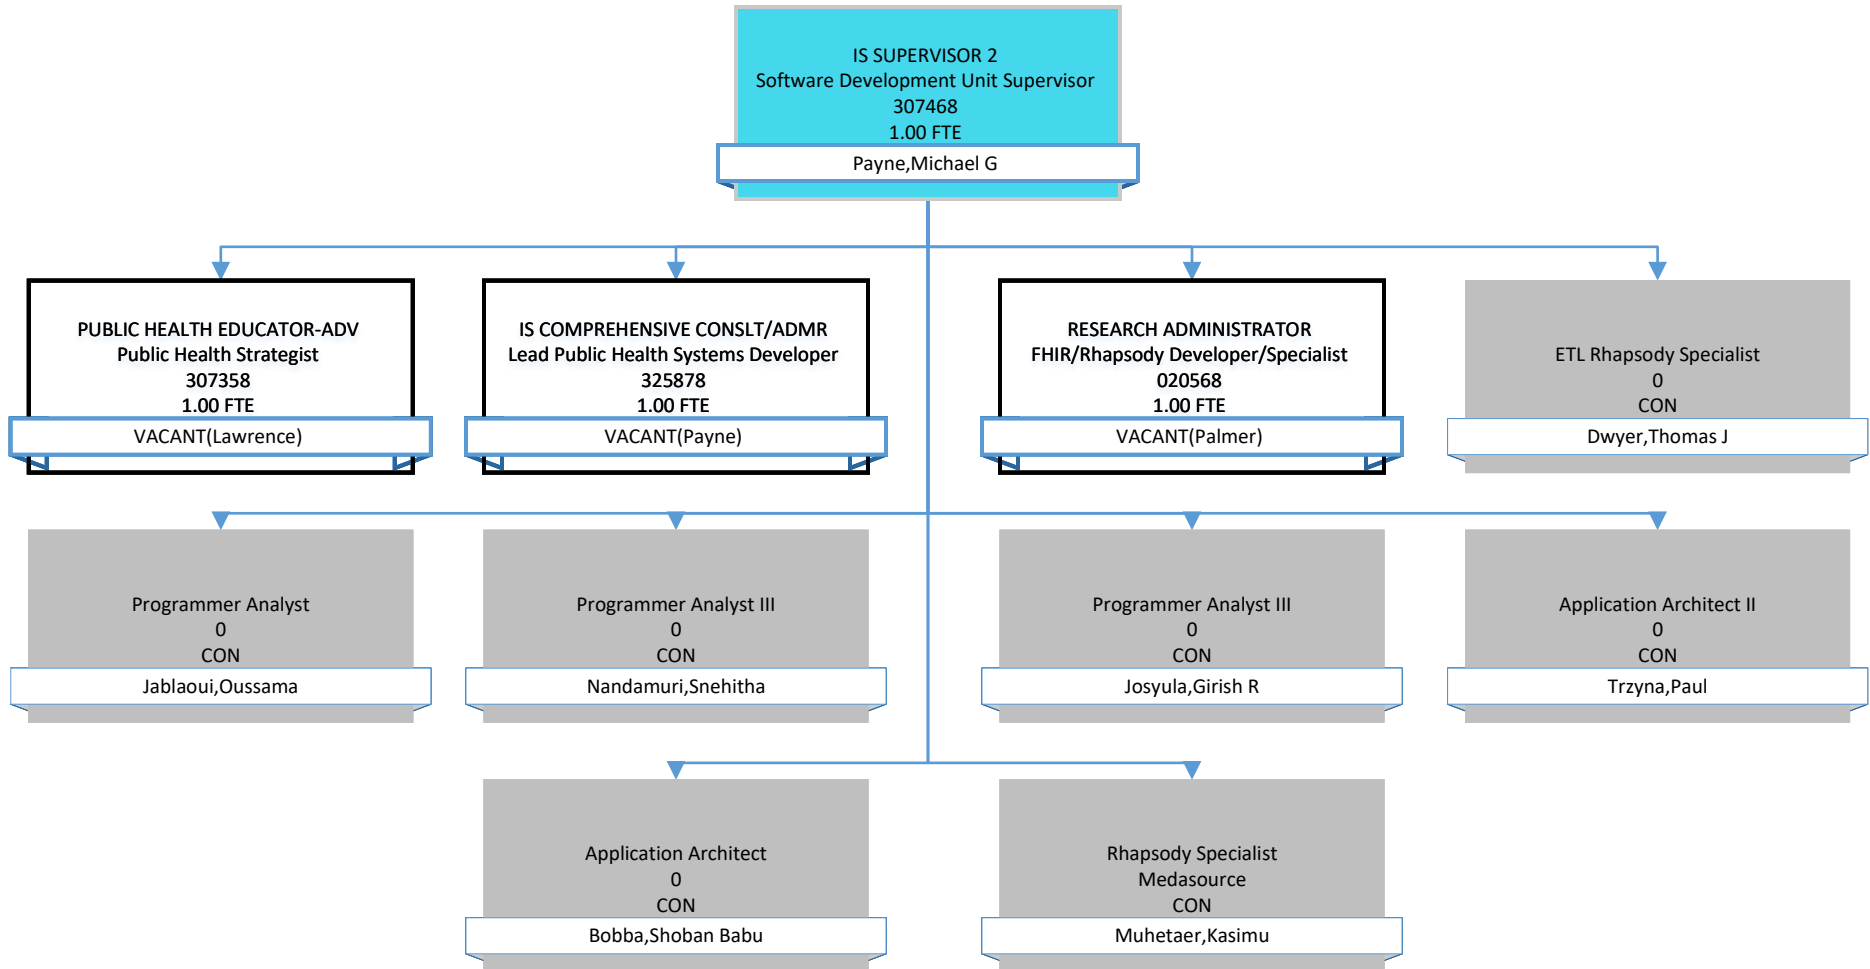 IS SUPERVISOR 2
Software Development Unit Supervisor
307468
1.00 FTE
Payne,Michael G
PUBLIC HEALTH EDUCATOR-ADV
Public Health Strategist
307358
1.00 FTE
VACANT(Lawrence)
IS COMPREHENSIVE CONSLT/ADMR
Lead Public Health Systems Developer
325878
1.00 FTE
VACANT(Payne)
RESEARCH ADMINISTRATOR
FHIR/Rhapsody Developer/Specialist
020568
1.00 FTE
VACANT(Palmer)
ETL Rhapsody Specialist
0
CON
Dwyer,Thomas J
Programmer Analyst
0
CON
Jablaoui,Oussama
Programmer Analyst III
0
CON
Nandamuri,Snehitha
Programmer Analyst III
0
CON
Josyula,Girish R
Application Architect II
0
CON
Trzyna,Paul
Application Architect
0
CON
Bobba,Shoban Babu
Rhapsody Specialist
Medasource
CON
Muhetaer,Kasimu